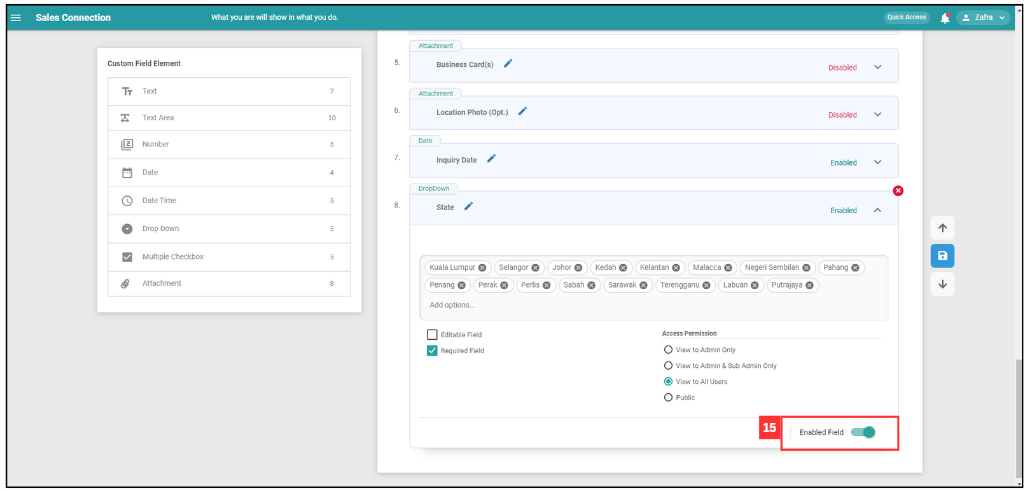 Sales Connection
What you are will show in what you do.
Quick Access
Zafra
Custom Field Element
Text 7
Text Area 10
Number 5
Date 4
Date Time 5
Drop Down 5
Multiple Checkbox 5
Attachment 8
Attachment
5. Business Card(s) Disabled
Attachment
6. Location Photo (Opt.) Disabled
Date
7. Inquiry Date Enabled
DropDown
8. State Enabled
Kuala Lumpur Selangor Johor Kedah Kelantan Malacca Negeri Sembilan Pahang
Penang Perak Perlis Sabah Sarawak Terengganu Labuan Putrajaya
Add options...
Editable Field
Required Field
Access Permission
View to Admin Only
View to Admin & Sub Admin Only
View to All Users
Public
15 Enabled Field